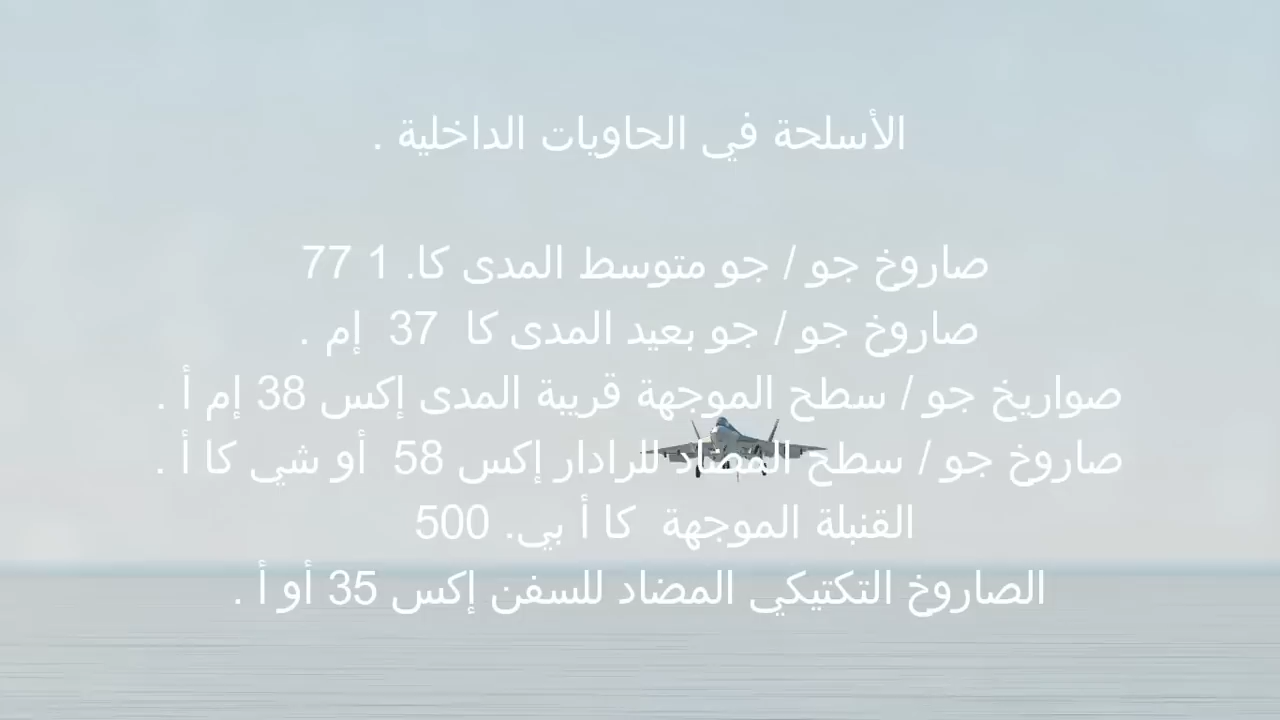 الأسلحة في الحاويات الداخلية .
صاروخ جو / جو متوسط المدى كا. 1 77
صاروخ جو / جو بعيد المدى كا 37 إم .
صواريخ جو / سطح الموجهة قريبة المدى إكس 38 إم أ .
صاروخ جو / سطح المضاد للرادار إكس 58 أو شي كا أ .
القنبلة الموجهة كا أ بي. 500
الصاروخ التكتيكي المضاد للسفن إكس 35 أو أ .